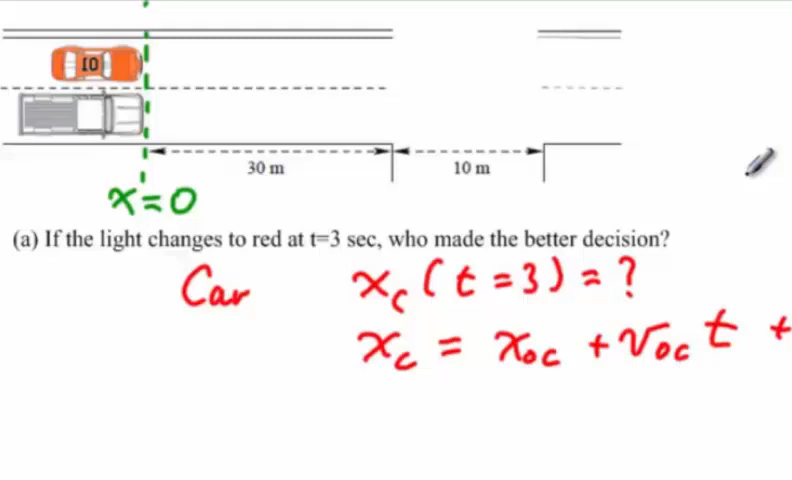 10
30 m
10 m
x=0
(a) If the light changes to red at t=3 sec, who made the better decision?
Car x_c (t=3)=?
x_c = x_oc + v_oc t +